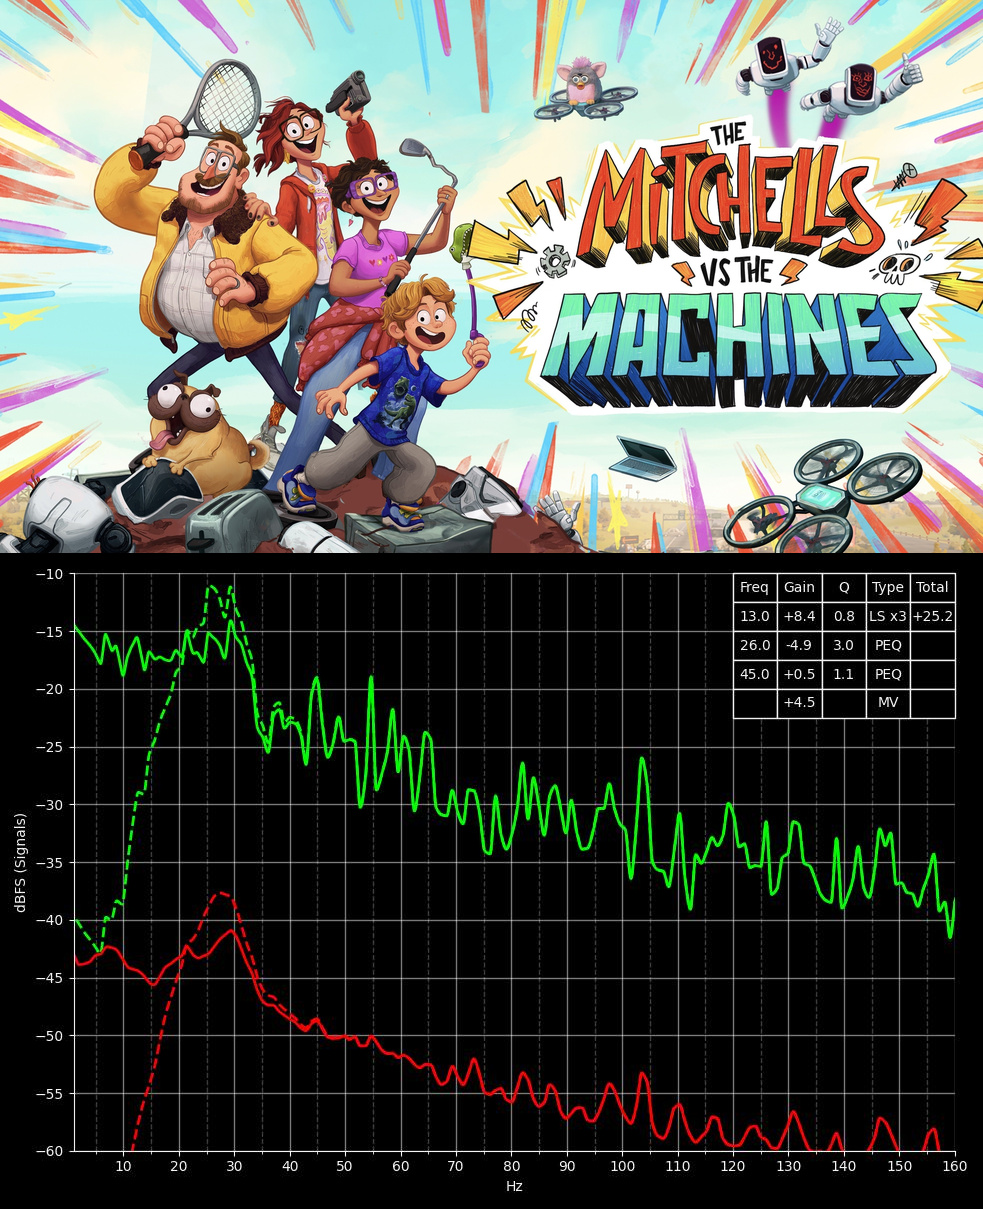 THE
MiTCHELLS
VS THE
MACHINES
Freq Gain Q Type Total
13.0 +8.4 0.8 LS x3 +25.2
26.0 -4.9 3.0 PEQ
45.0 +0.5 1.1 PEQ
+4.5 MV
−10
−15
−20
−25
−30
−35
−40
−45
−50
−55
−60
dBFS (Signals)
10 20 30 40 50 60 70 80 90 100 110 120 130 140 150 160
Hz